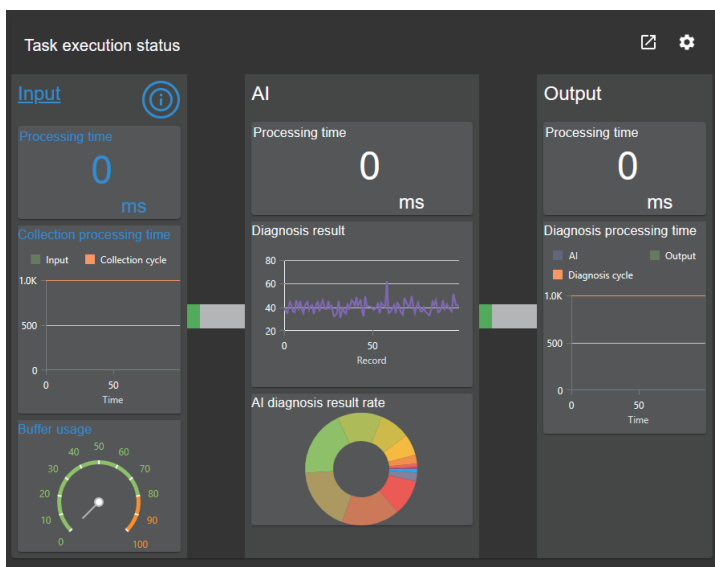 Task execution status
Input
Processing time
0
ms
Collection processing time
Input Collection cycle
1.0K
500
0
0 50
Time
Buffer usage
0 10 20 30 40 50 60 70 80 90 100
AI
Processing time
0
ms
Diagnosis result
80
60
40
20
0 50
Record
AI diagnosis result rate
Output
Processing time
0
ms
Diagnosis processing time
AI Output
Diagnosis cycle
1.0K
500
0
0 50
Time